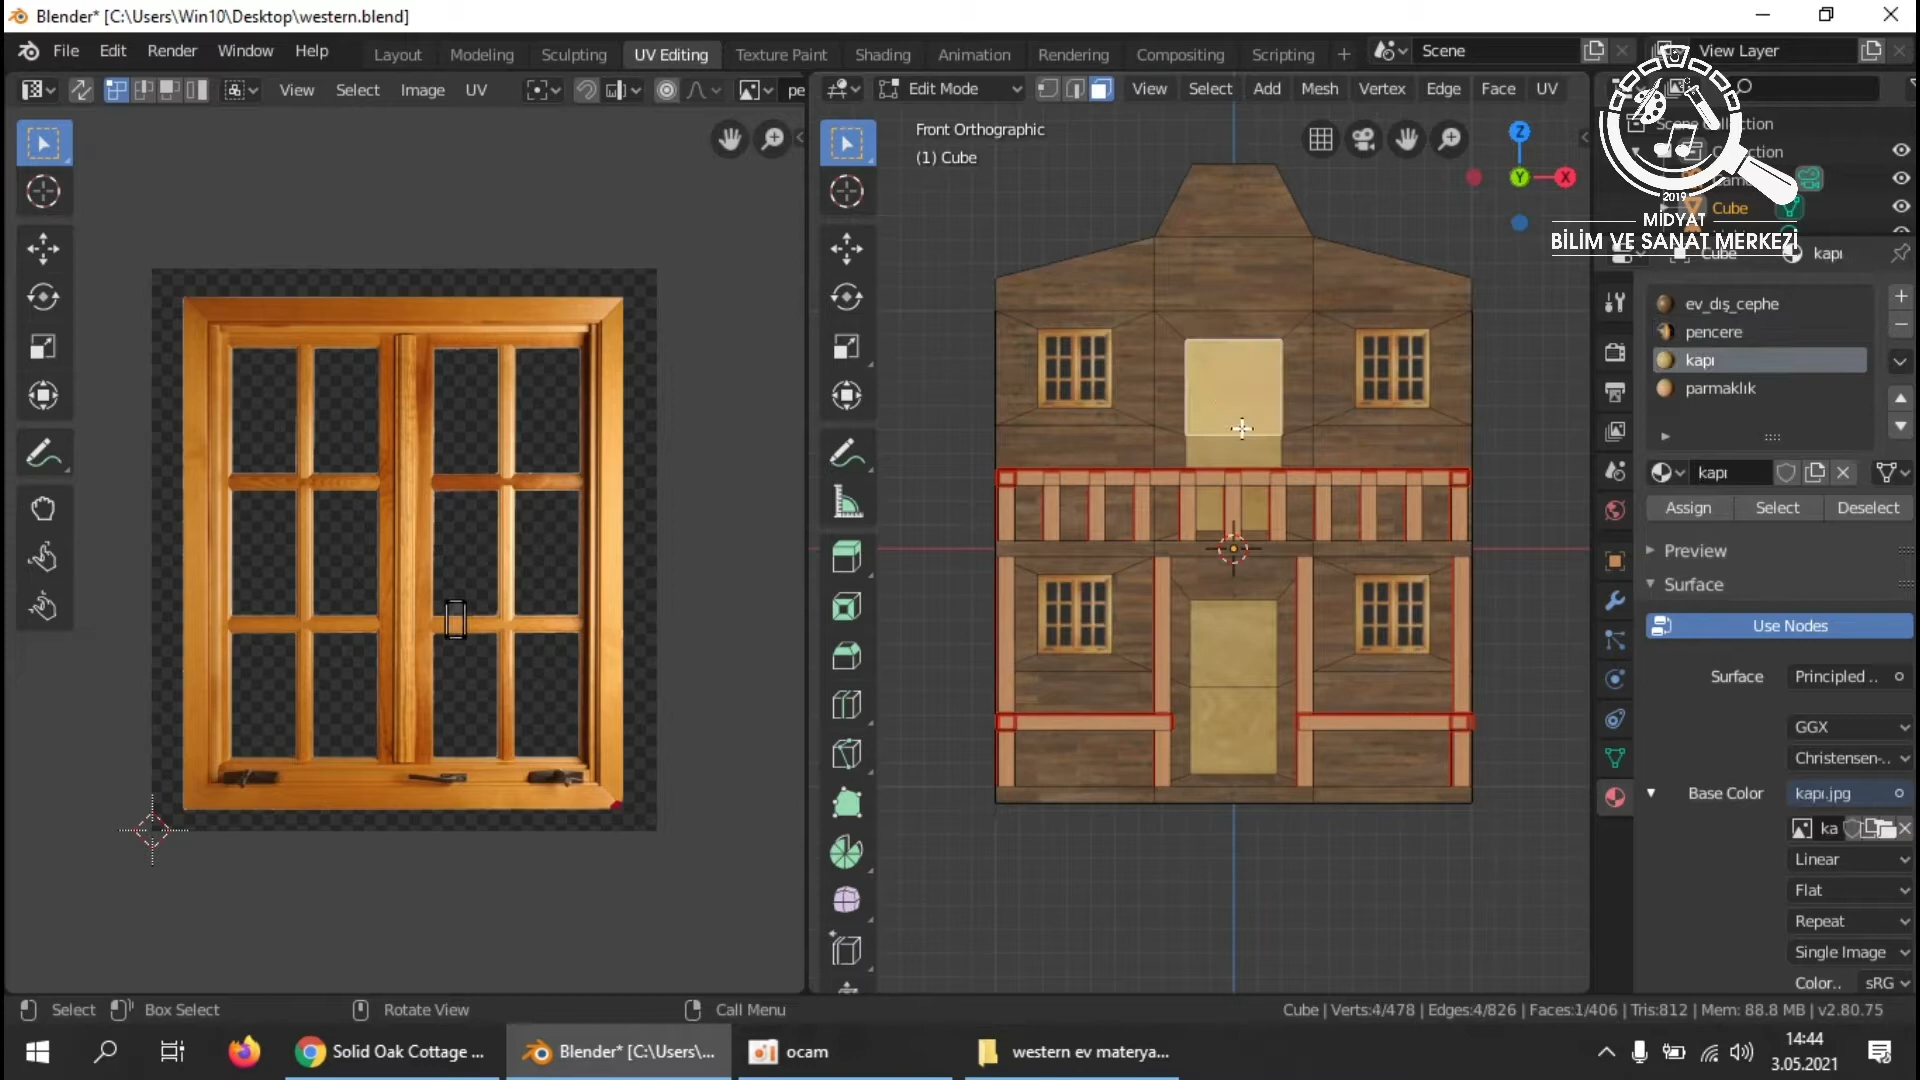 Blender* [C:\Users\Win10\Desktop\western.blend]
File Edit Render Window Help
Layout Modeling Sculpting UV Editing Texture Paint Shading Animation Rendering Compositing Scripting +
Scene
View Layer
View Select Image UV
pe
Edit Mode
View Select Add Mesh Vertex Edge Face UV
Front Orthographic
(1) Cube
Z
Y
X
Scene Collection
Collection
Cube
2019
MİDYAT
BİLİM VE SANAT MERKEZİ
Cube
kapı
ev_dış_cephe
pencere
kapı
parmaklık
kapı
Assign Select Deselect
Preview
Surface
Use Nodes
Surface Principled ..
GGX
Christensen-..
Base Color kapı.jpg
ka
Linear
Flat
Repeat
Single Image
Color.. sRG
Select Box Select Rotate View Call Menu
Cube | Verts:4/478 | Edges:4/826 | Faces:1/406 | Tris:812 | Mem: 88.8 MB | v2.80.75
Solid Oak Cottage ...
Blender* [C:\Users\...
ocam
western ev materya...
14:44
3.05.2021